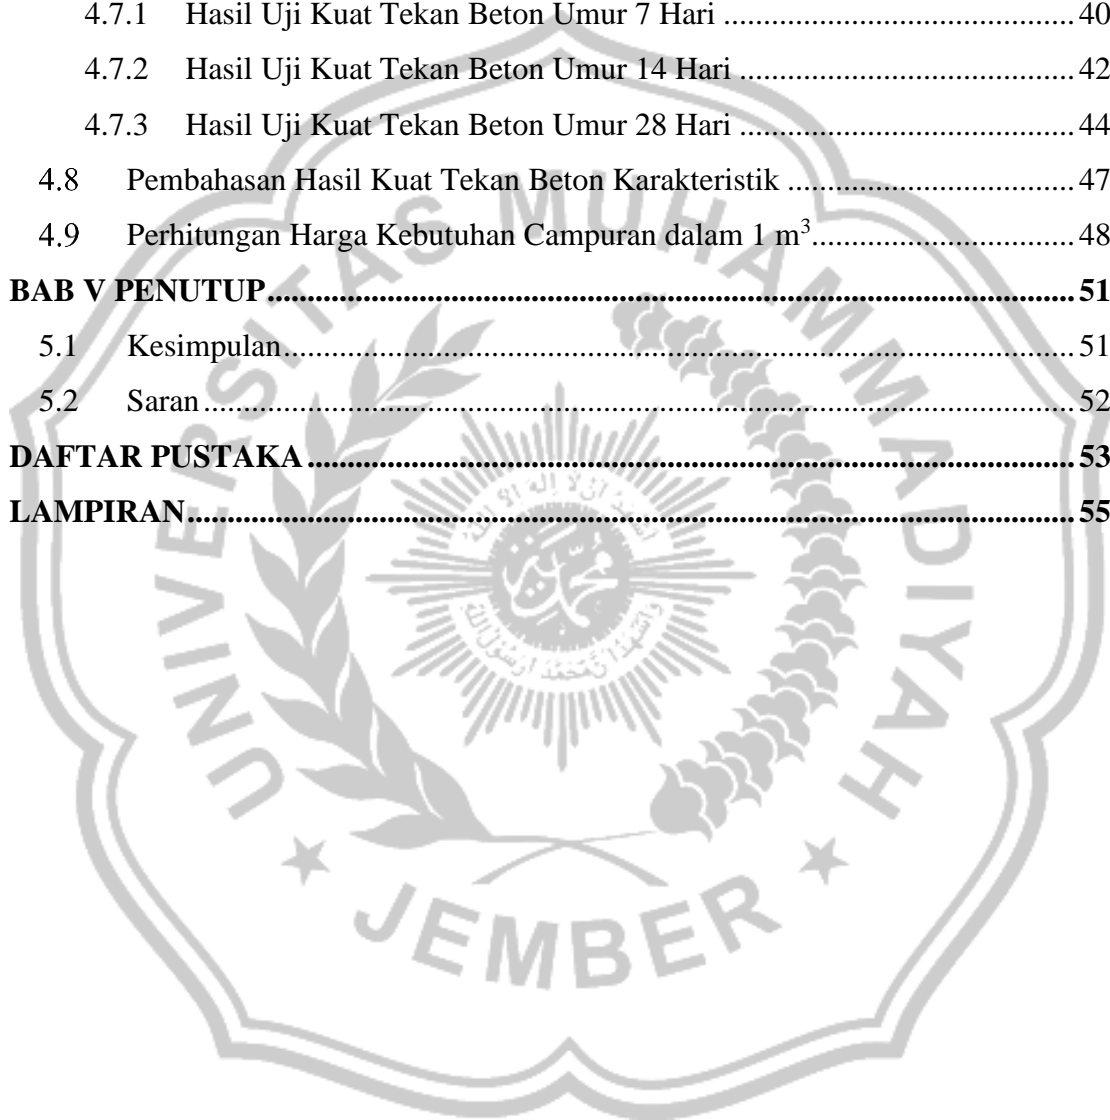 4.7.1 Hasil Uji Kuat Tekan Beton Umur 7 Hari ............................................ 40
4.7.2 Hasil Uji Kuat Tekan Beton Umur 14 Hari .......................................... 42
4.7.3 Hasil Uji Kuat Tekan Beton Umur 28 Hari .......................................... 44
4.8 Pembahasan Hasil Kuat Tekan Beton Karakteristik ...................................... 47
4.9 Perhitungan Harga Kebutuhan Campuran dalam 1 m³................................... 48
BAB V PENUTUP..................................................................................................... 51
5.1 Kesimpulan.................................................................................................... 51
5.2 Saran.............................................................................................................. 52
DAFTAR PUSTAKA ................................................................................................ 53
LAMPIRAN............................................................................................................... 55
UNIVERSITAS MUHAMMADIYAH
JEMBER